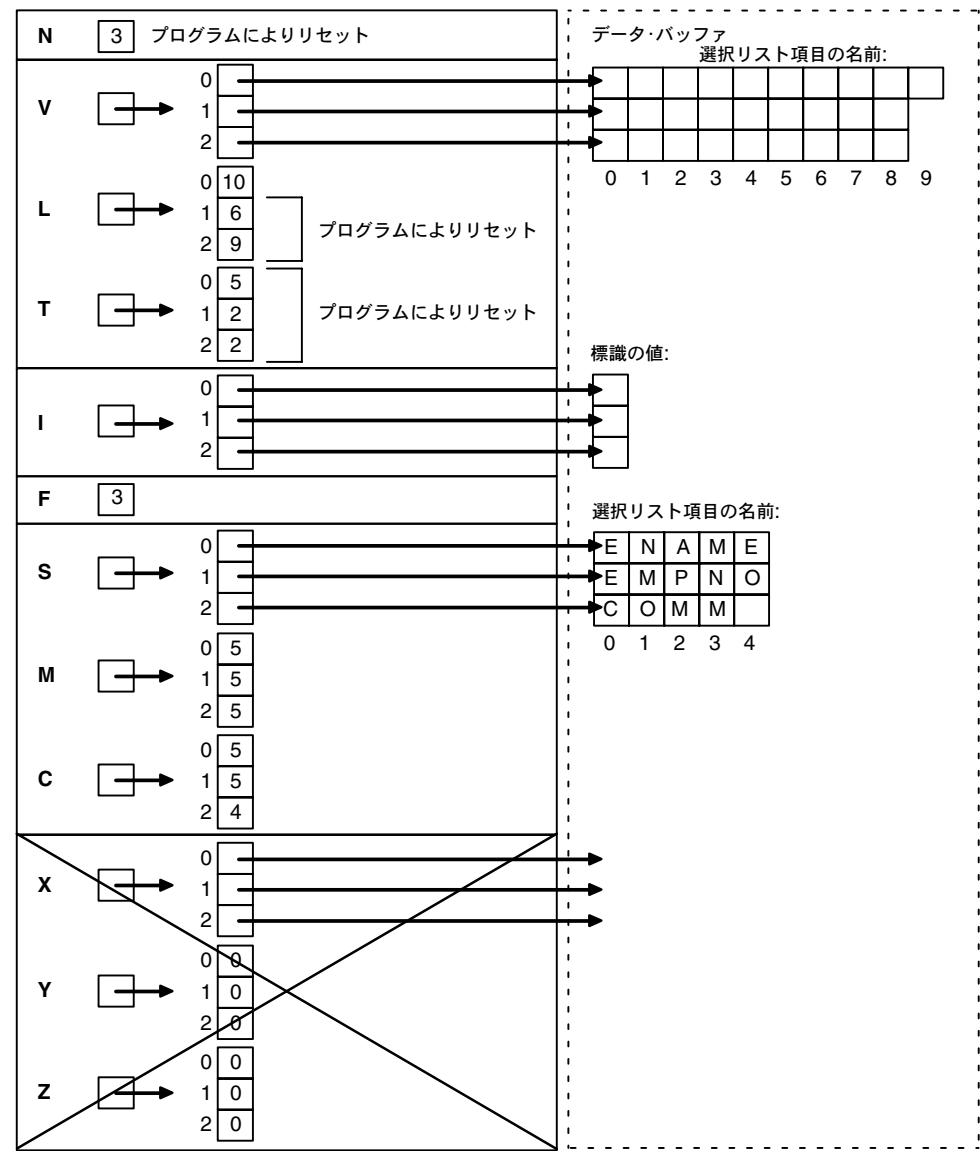 N 3 プログラムによりリセット
データ・バッファ
選択リスト項目の名前:
V
0
1
2
0 1 2 3 4 5 6 7 8 9
L
0 10
1 6
2 9
プログラムによりリセット
T
0 5
1 2
2 2
プログラムによりリセット
標識の値:
I
0
1
2
F 3
選択リスト項目の名前:
S
0
1
2
E N A M E
E M P N O
C O M M
0 1 2 3 4
M
0 5
1 5
2 5
C
0 5
1 5
2 4
X
0
1
2
Y
0 0
1 0
2 0
Z
0 0
1 0
2 0